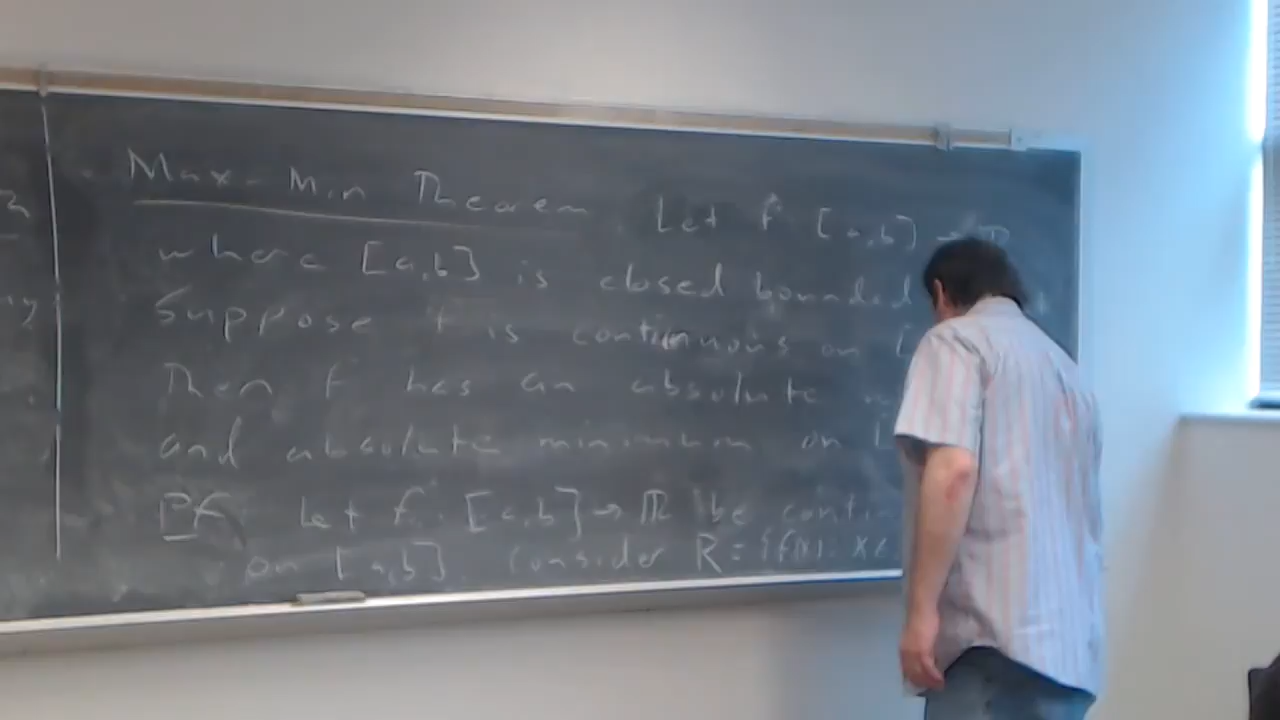 Max-Min Theorem. Let f: [a,b] → ℝ
where [a,b] is closed bounded
Suppose f is continuous on [
Then f has an absolute
and absolute minimum on [
Pf. Let f: [a,b] → ℝ be conti
on [a,b]. Consider R = {f(x): x ∈